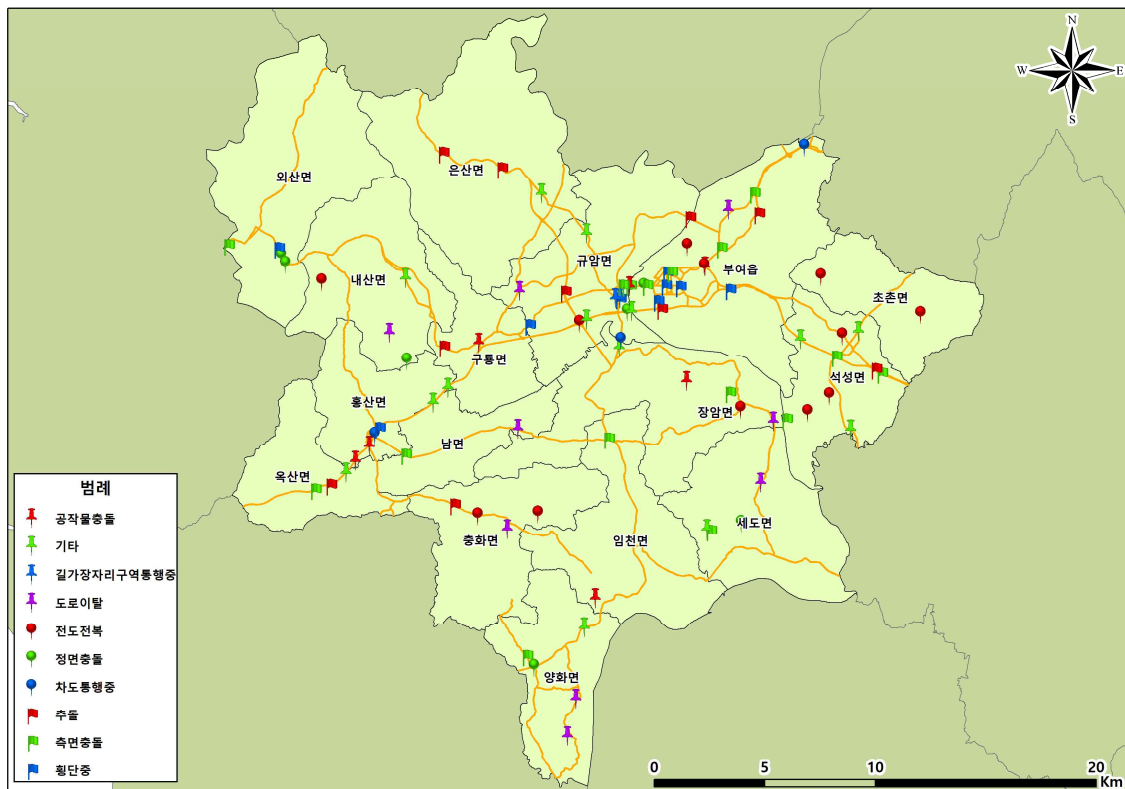 N
W
E
S
외산면
은산면
규암면
부여읍
내산면
초촌면
구룡면
석성면
홍산면
장암면
남면
옥산면
세도면
충화면
임천면
양화면
범례
공작물충돌
기타
길가장자리구역통행중
도로이탈
전도전복
정면충돌
차도통행중
추돌
측면충돌
횡단중
0 5 10 20
Km